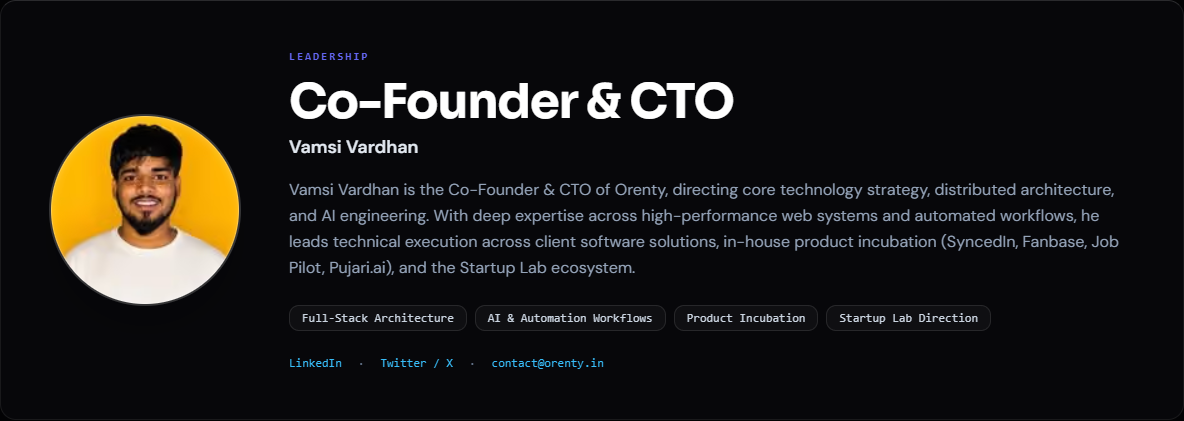 LEADERSHIP
Co-Founder & CTO
Vamsi Vardhan
Vamsi Vardhan is the Co-Founder & CTO of Orenty, directing core technology strategy, distributed architecture,
and AI engineering. With deep expertise across high-performance web systems and automated workflows, he
leads technical execution across client software solutions, in-house product incubation (SyncedIn, Fanbase, Job
Pilot, Pujari.ai), and the Startup Lab ecosystem.
Full-Stack Architecture AI & Automation Workflows Product Incubation Startup Lab Direction
LinkedIn · Twitter / X · contact@orenty.in